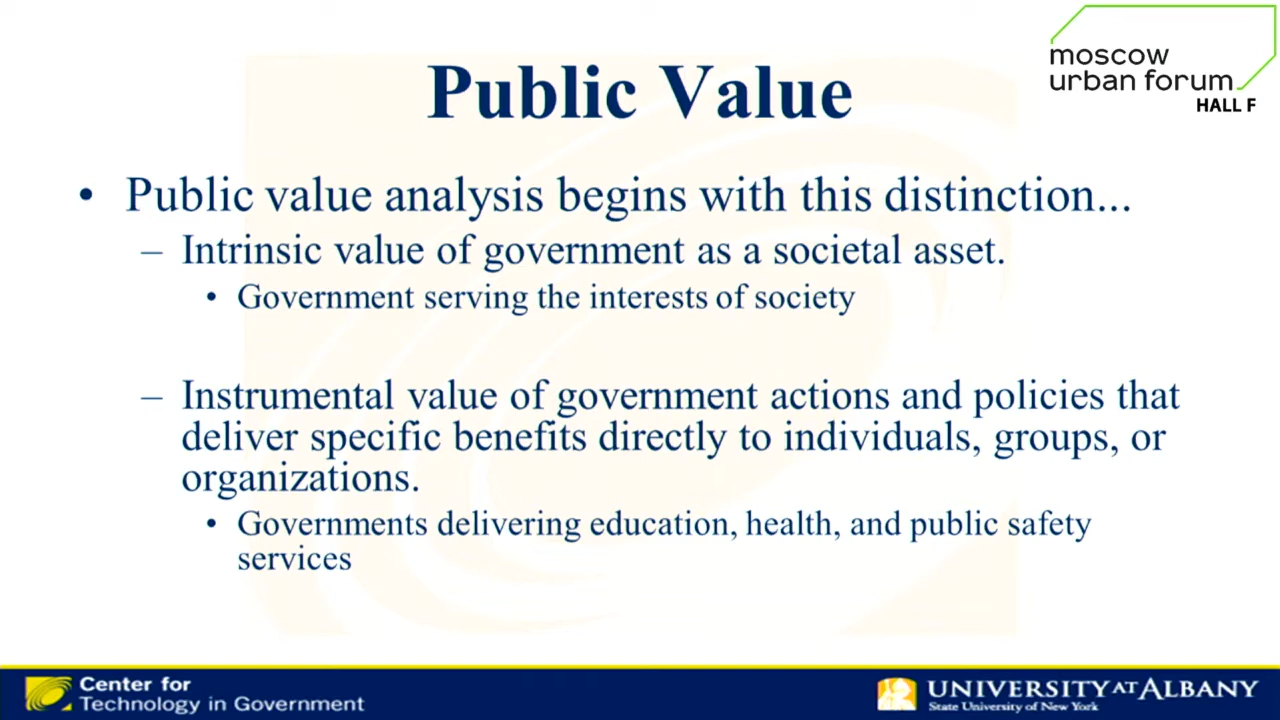 moscow
urban forum
HALL F
Public Value
• Public value analysis begins with this distinction...
– Intrinsic value of government as a societal asset.
• Government serving the interests of society
– Instrumental value of government actions and policies that
deliver specific benefits directly to individuals, groups, or
organizations.
• Governments delivering education, health, and public safety
services
Center for
Technology in Government
UNIVERSITY AT ALBANY
State University of New York